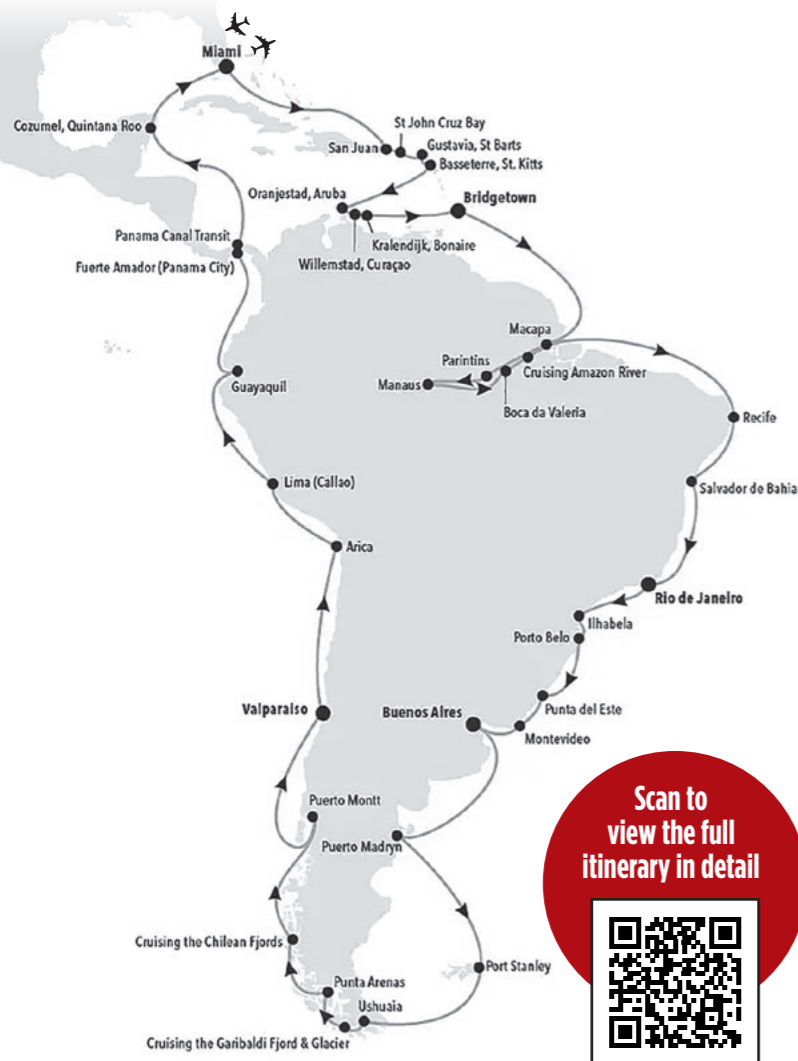 Miami
Cozumel, Quintana Roo
St John Cruz Bay
San Juan
Gustavia, St Barts
Basseterre, St. Kitts
Oranjestad, Aruba
Bridgetown
Kralendijk, Bonaire
Willemstad, Curaçao
Panama Canal Transit
Fuerte Amador (Panama City)
Macapa
Parintins
Cruising Amazon River
Manaus
Boca da Valeria
Guayaquil
Recife
Lima (Callao)
Salvador de Bahia
Arica
Rio de Janeiro
Ilhabela
Porto Belo
Valparaiso
Buenos Aires
Punta del Este
Montevideo
Puerto Montt
Puerto Madryn
Cruising the Chilean Fjords
Port Stanley
Punta Arenas
Ushuaia
Cruising the Garibaldi Fjord & Glacier
Scan to
view the full
itinerary in detail